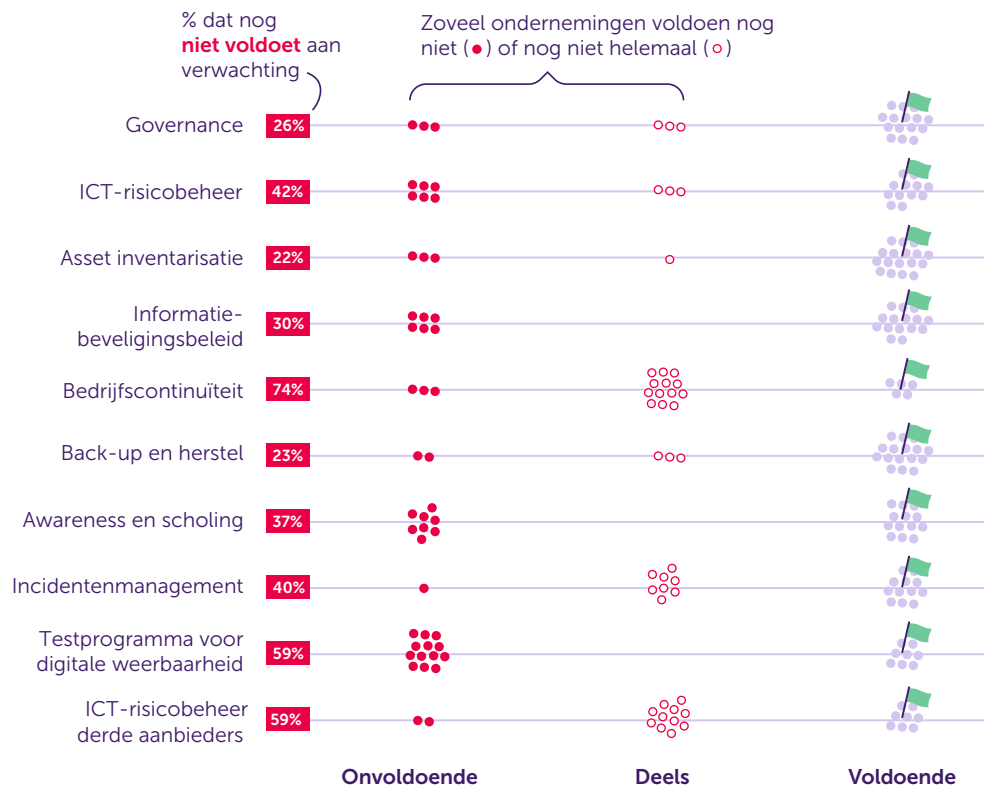 % dat nog
niet voldoet aan
verwachting
Zoveel ondernemingen voldoen nog
niet (●) of nog niet helemaal (○)
Governance
26%
ICT-risicobeheer
42%
Asset inventarisatie
22%
Informatie-
beveligingsbeleid
30%
Bedrijfscontinuïteit
74%
Back-up en herstel
23%
Awareness en scholing
37%
Incidentenmanagement
40%
Testprogramma voor
digitale weerbaarheid
59%
ICT-risicobeheer
derde aanbieders
59%
Onvoldoende
Deels
Voldoende